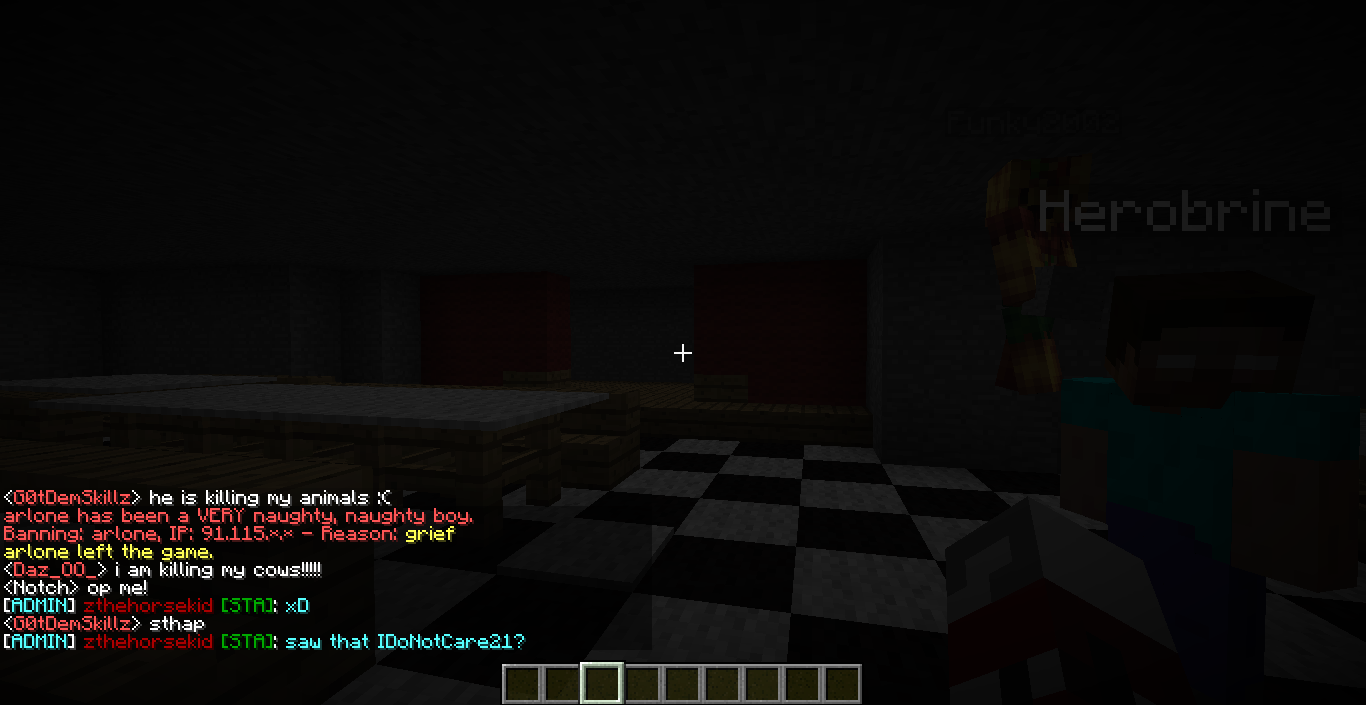 Herobrine
<G0tDemSkillz> he is killing my animals :C
arlone has been a VERY naughty, naughty boy.
Banning: arlone, IP: 91.115.×.× - Reason: grief
arlone left the game.
<Daz_00_> i am killing my cows!!!!!
<Notch> op me!
[ADMIN] zthehorsekid [STA]: xD
<G0tDemSkillz> sthap
[ADMIN] zthehorsekid [STA]: saw that IDoNotCare21?